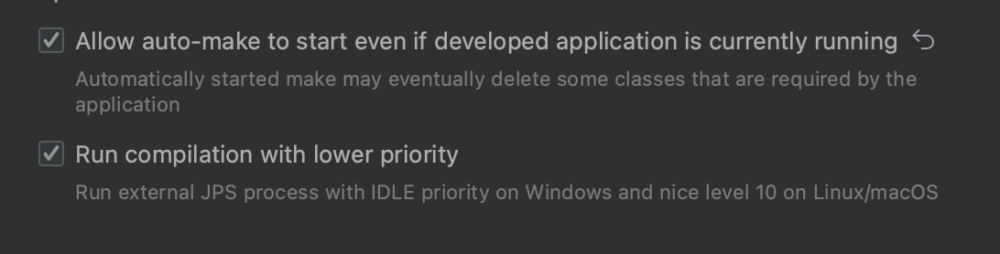 Allow auto-make to start even if developed application is currently running
Automatically started make may eventually delete some classes that are required by the
application
Run compilation with lower priority
Run external JPS process with IDLE priority on Windows and nice level 10 on Linux/macOS